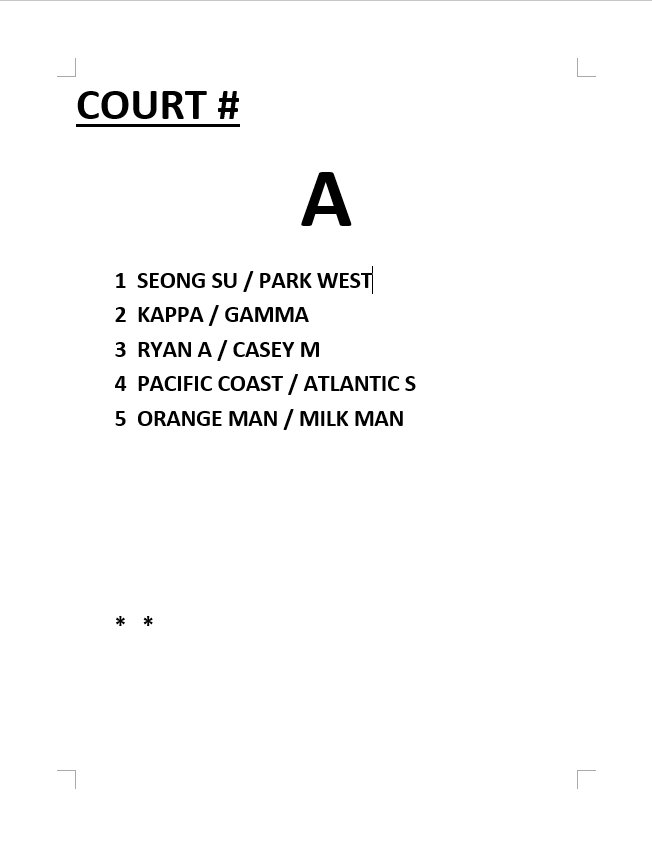 COURT #
A
1 SEONG SU / PARK WEST
2 KAPPA / GAMMA
3 RYAN A / CASEY M
4 PACIFIC COAST / ATLANTIC S
5 ORANGE MAN / MILK MAN
* *